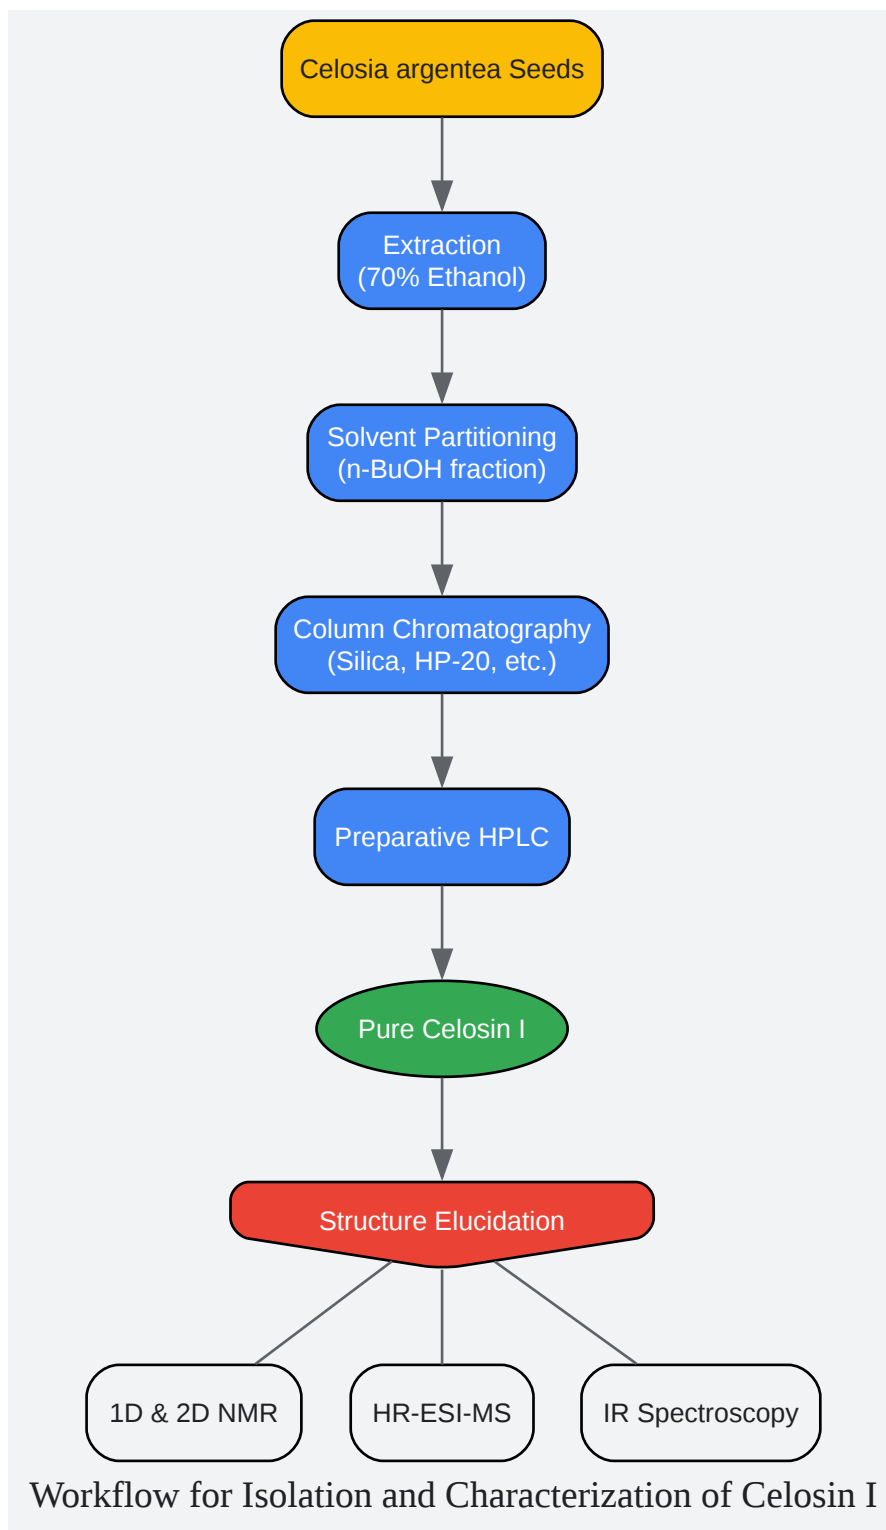 Celosia argentea Seeds
Extraction
(70% Ethanol)
Solvent Partitioning
(n-BuOH fraction)
Column Chromatography
(Silica, HP-20, etc.)
Preparative HPLC
Pure Celosin I
Structure Elucidation
1D & 2D NMR
HR-ESI-MS
IR Spectroscopy
Workflow for Isolation and Characterization of Celosin I